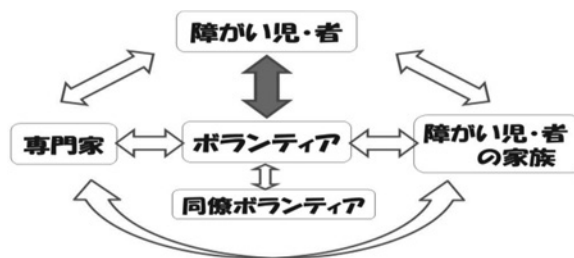 障がい児・者
専門家
ボランティア
障がい児・者
の家族
同僚ボランティア